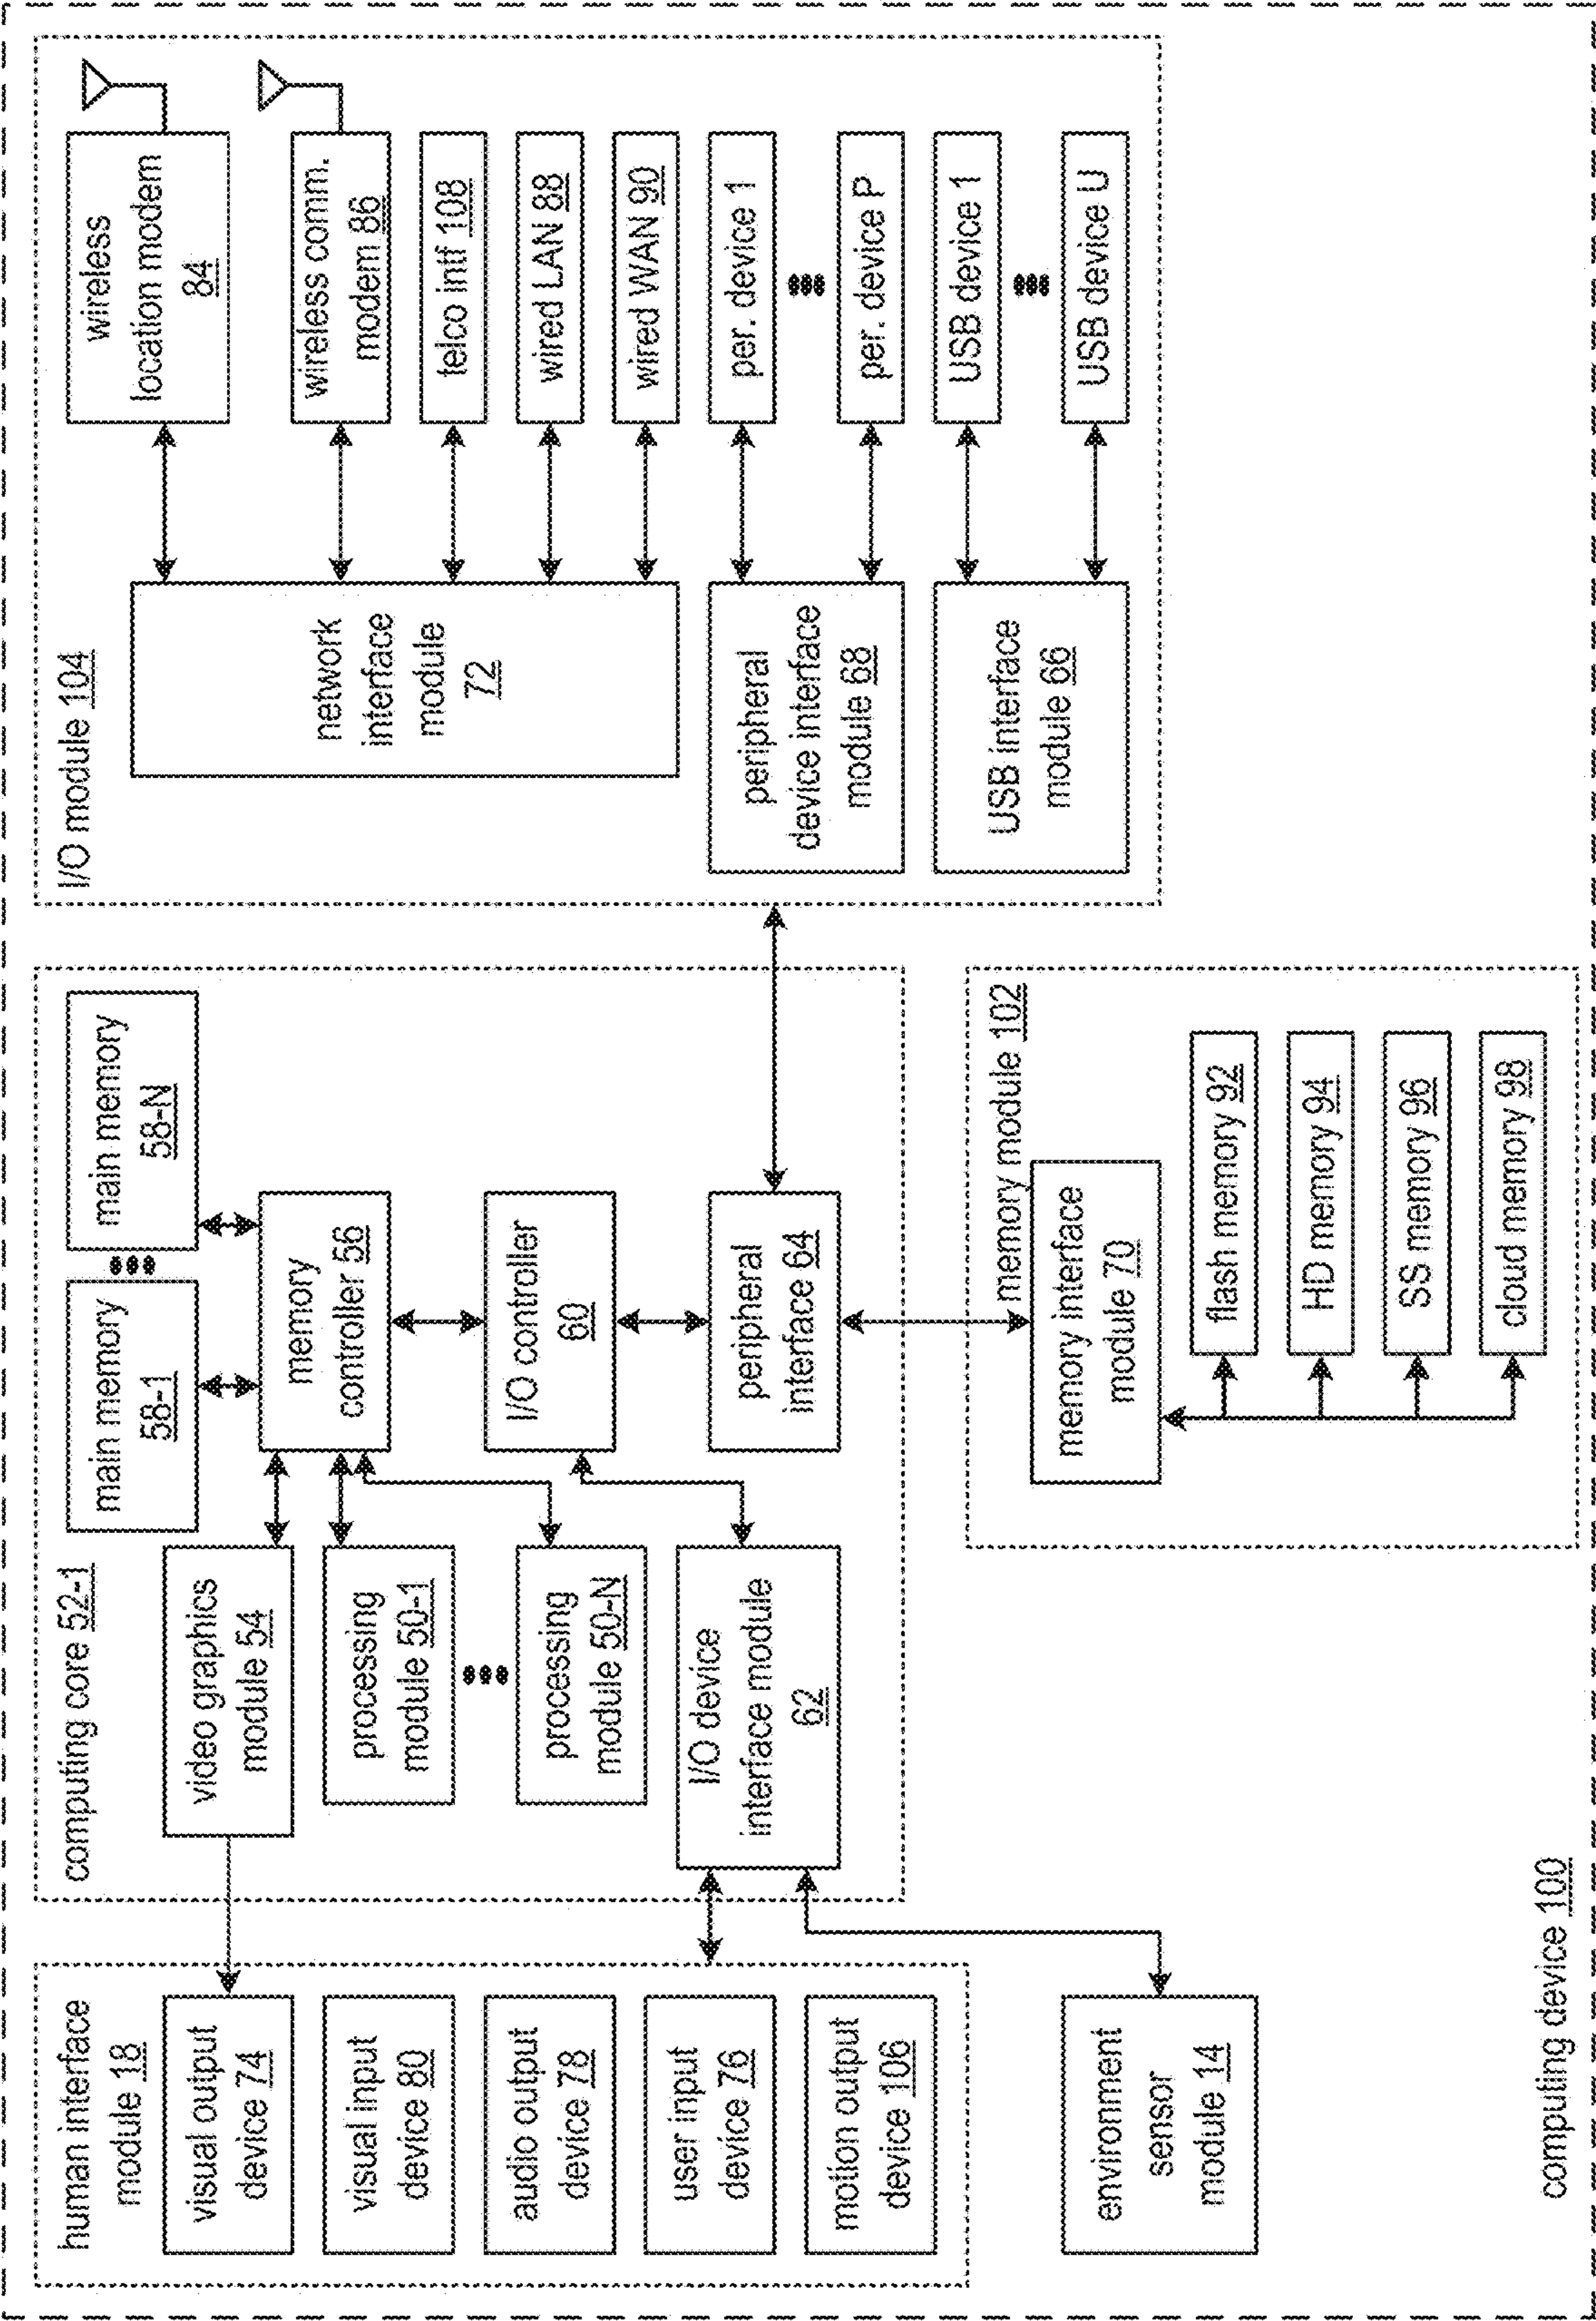 human interface
module 18
visual output
device 74
visual input
device 80
audio output
device 78
user input
device 76
motion output
device 106
environment
sensor
module 14
computing device 100
computing core 52-1
video graphics
module 54
processing
module 50-1
processing
module 50-N
I/O device
interface module
62
main memory
58-1
main memory
58-N
memory
controller 56
I/O controller
60
peripheral
interface 64
memory module 102
memory interface
module 70
flash memory 92
HD memory 94
SS memory 96
cloud memory 98
I/O module 104
network
interface
module
72
peripheral
device interface
module 68
USB interface
module 66
wireless
location modem
84
wireless comm.
modem 86
telco intf 108
wired LAN 88
wired WAN 90
per. device 1
per. device P
USB device 1
USB device U